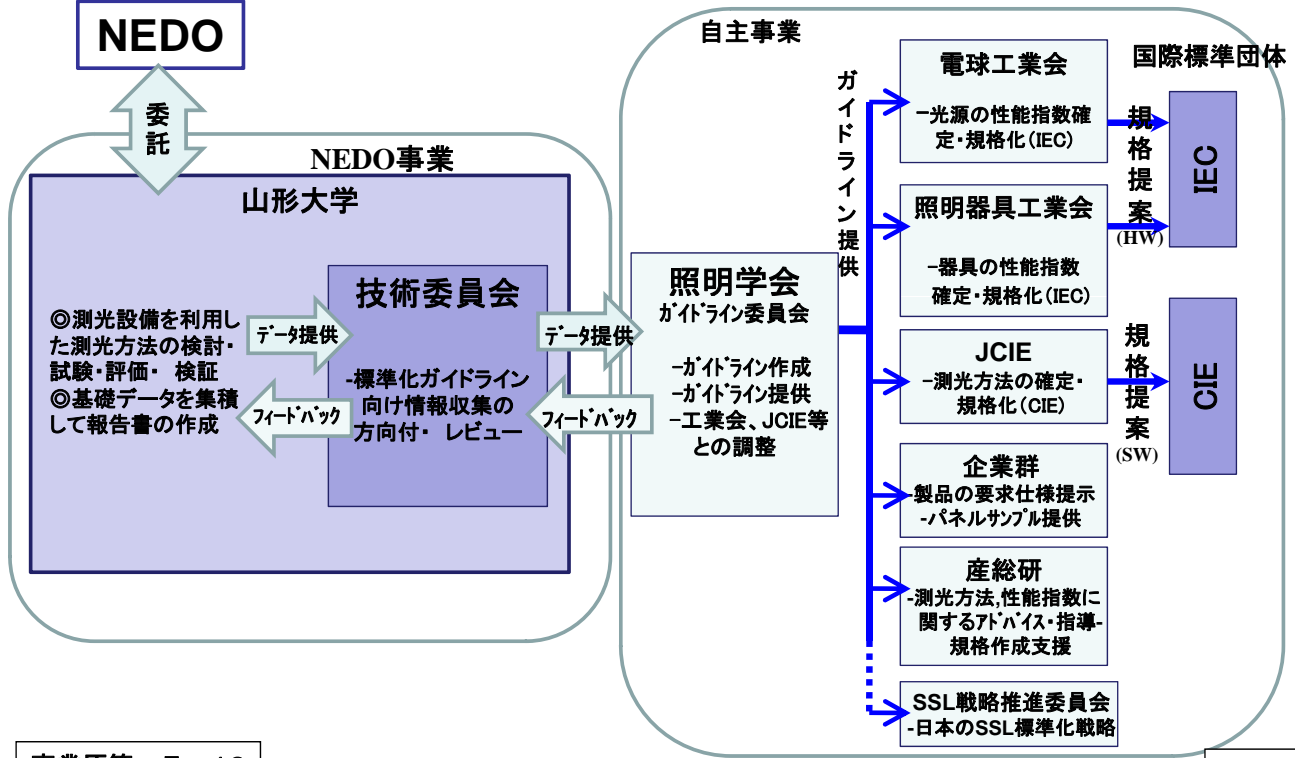 NEDO
委
託
NEDO事業
山形大学
◎測光設備を利用し
た測光方法の検討・
試験・評価・ 検証
◎基礎データを集積
して報告書の作成
データ提供
フィードバック
技術委員会
-標準化ガイドライン
向け情報収集の
方向付・ レビュー
データ提供
フィードバック
自主事業
照明学会
ガイドライン委員会
−ガイドライン作成
−ガイドライン提供
−工業会、JCIE等
との調整
ガ
イ
ド
ラ
イ
ン
提
供
電球工業会
−光源の性能指数確
定・規格化(IEC)
照明器具工業会
−器具の性能指数
確定・規格化(IEC)
JCIE
−測光方法の確定・
規格化(CIE)
企業群
-製品の要求仕様提示
-パネルサンプル提供
産総研
-測光方法,性能指数に
関するアドバイス・指導-
規格作成支援
SSL戦略推進委員会
-日本のSSL標準化戦略
国際標準団体
規
格
提
案
(HW)
IEC
規
格
提
案
(SW)
CIE